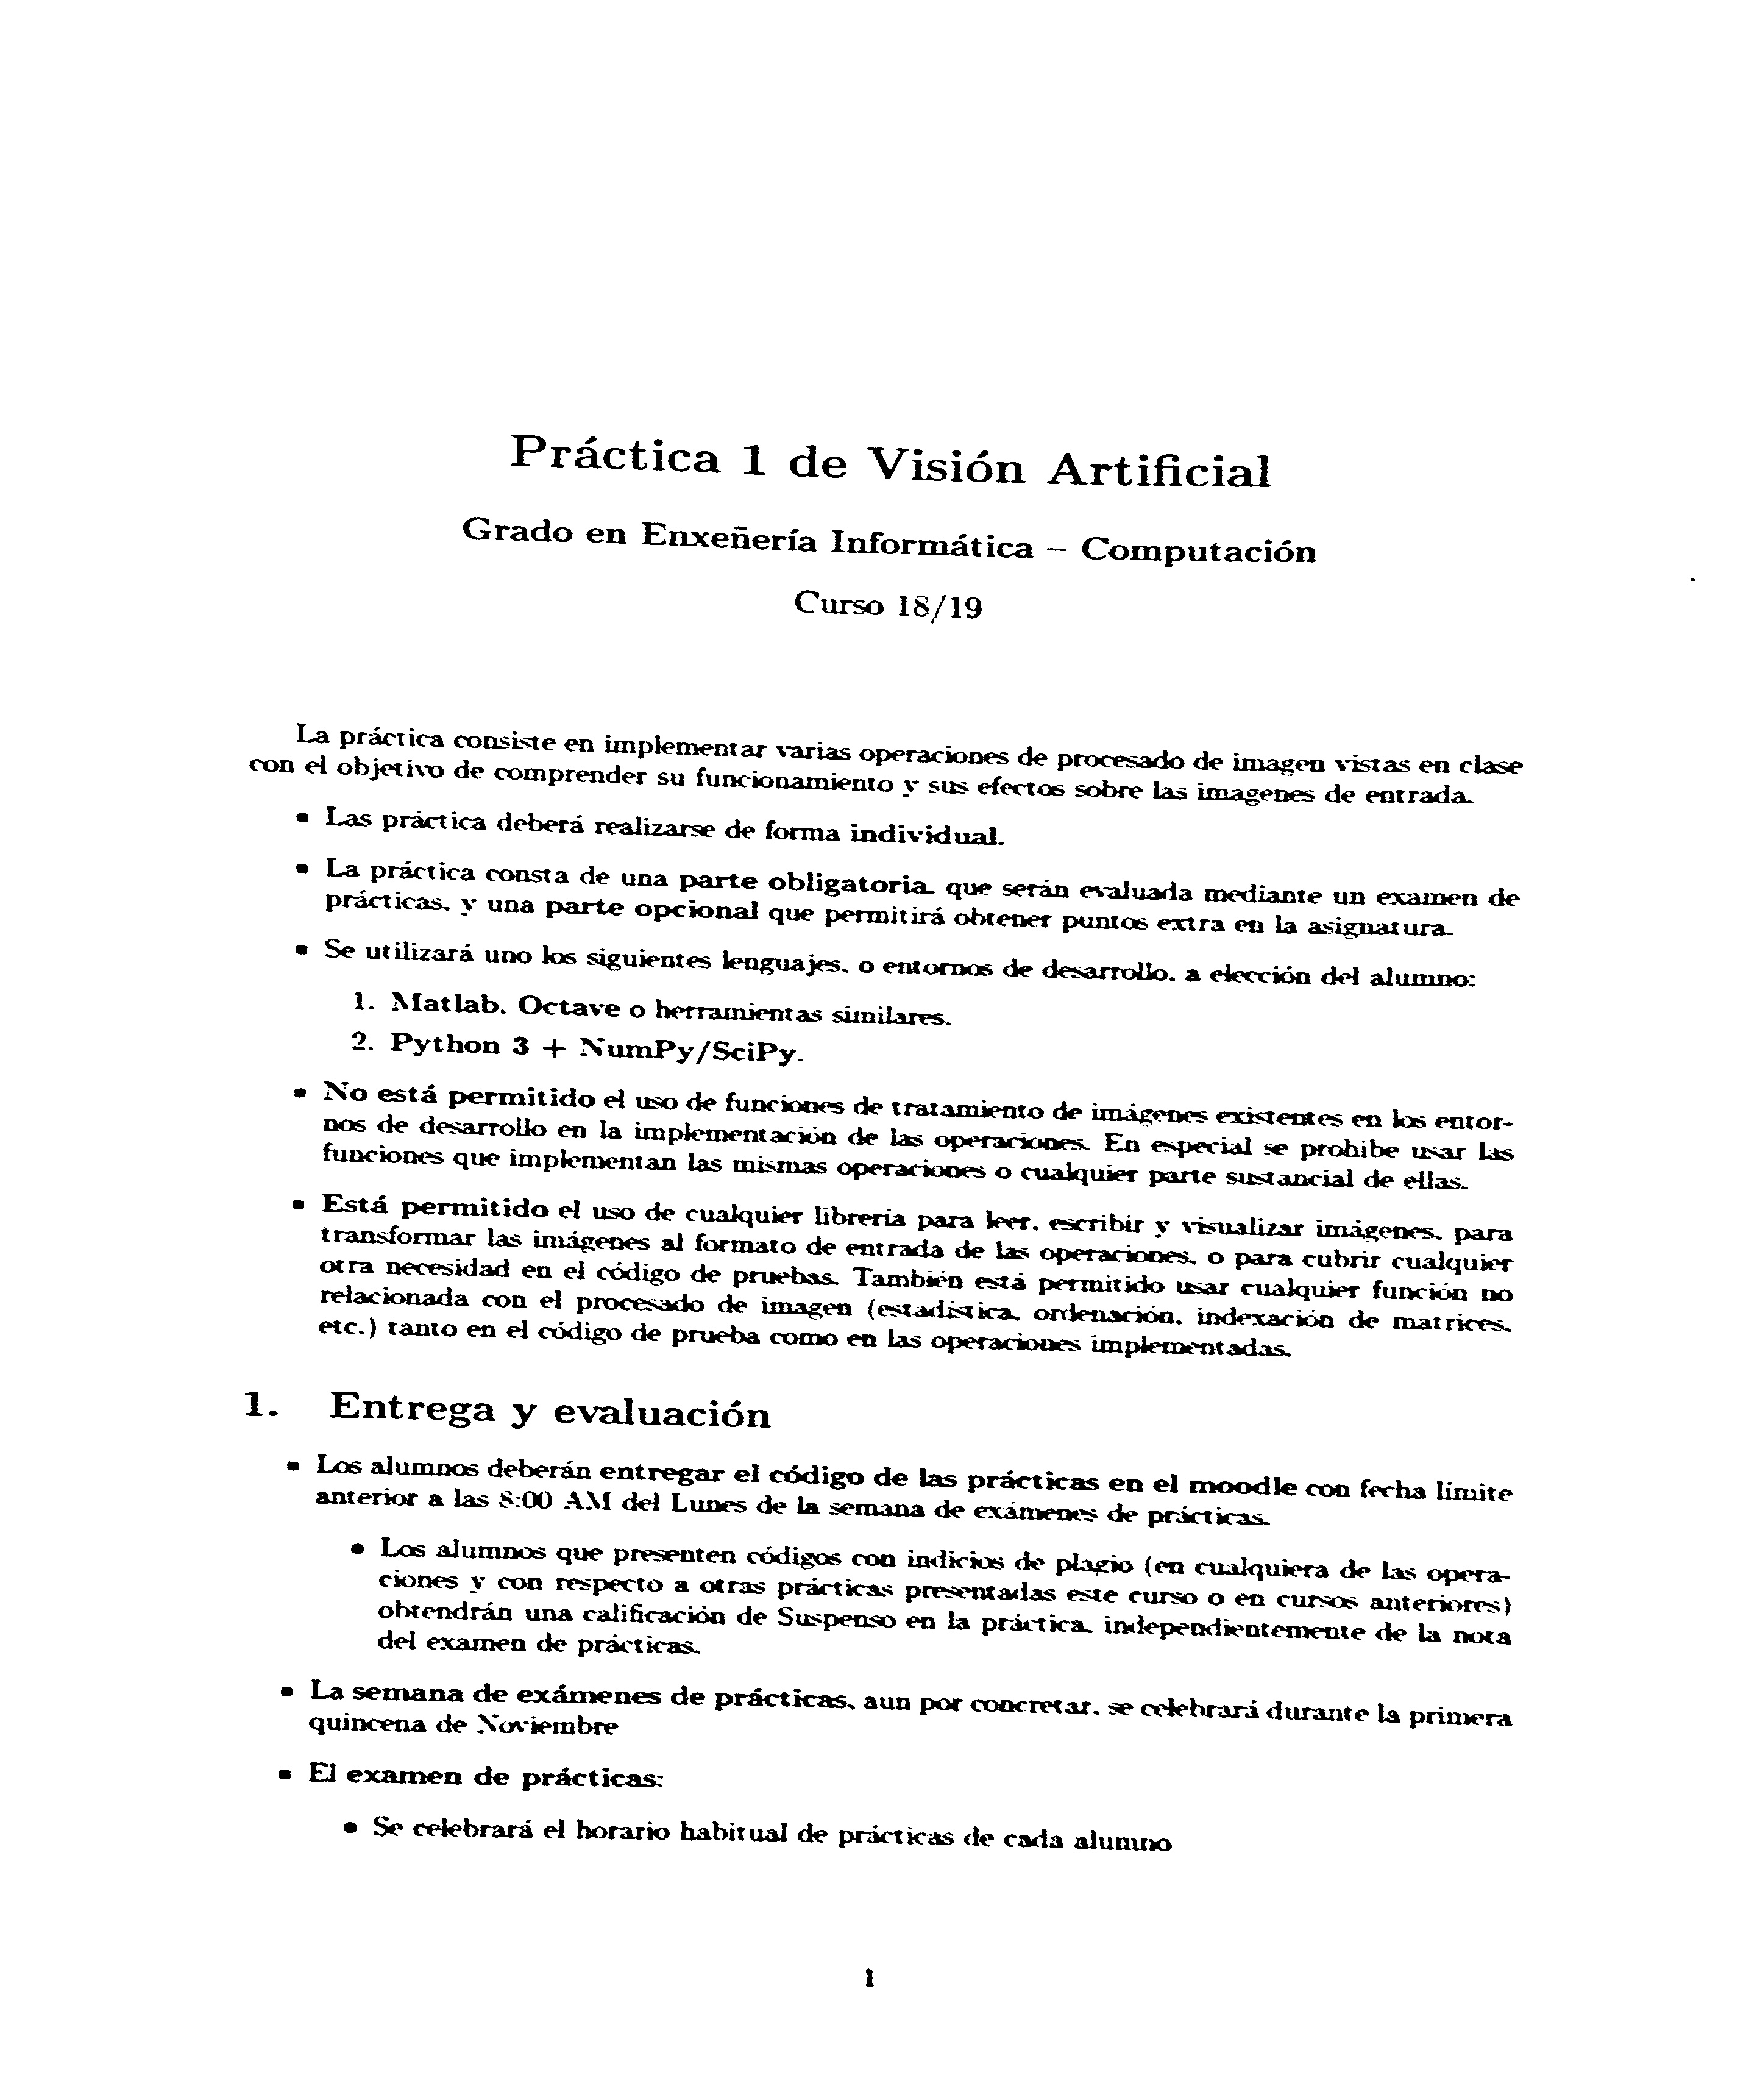 Práctica 1 de Visión Artificial
Grado en Enxeñería Informática – Computación
Curso 18/19
La práctica consiste en implementar varias operaciones de procesado de imagen vistas en clase
con el objetivo de comprender su funcionamiento y sus efectos sobre las imagenes de entrada.
▪ Las práctica deberá realizarse de forma individual.
▪ La práctica consta de una parte obligatoria, que serán evaluada mediante un examen de
prácticas, y una parte opcional que permitirá obtener puntos extra en la asignatura.
▪ Se utilizará uno los siguientes lenguajes, o entornos de desarrollo, a elección del alumno:
1. Matlab, Octave o herramientas similares.
2. Python 3 + NumPy/SciPy.
▪ No está permitido el uso de funciones de tratamiento de imágenes existentes en los entor-
nos de desarrollo en la implementación de las operaciones. En especial se prohibe usar las
funciones que implementan las mismas operaciones o cualquier parte sustancial de ellas.
▪ Está permitido el uso de cualquier librería para leer, escribir y visualizar imágenes, para
transformar las imágenes al formato de entrada de las operaciones, o para cubrir cualquier
otra necesidad en el código de pruebas. También está permitido usar cualquier función no
relacionada con el procesado de imagen (estadística, ordenación, indexación de matrices,
etc.) tanto en el código de prueba como en las operaciones implementadas.
1. Entrega y evaluación
▪ Los alumnos deberán entregar el código de las prácticas en el moodle con fecha límite
anterior a las 8:00 AM del Lunes de la semana de exámenes de prácticas.
• Los alumnos que presenten códigos con indicios de plagio (en cualquiera de las opera-
ciones y con respecto a otras prácticas presentadas este curso o en cursos anteriores)
obtendrán una calificación de Suspenso en la práctica, independientemente de la nota
del examen de prácticas.
▪ La semana de exámenes de prácticas, aun por concretar, se celebrará durante la primera
quincena de Noviembre
▪ El examen de prácticas:
• Se celebrará el horario habitual de prácticas de cada alumno
1